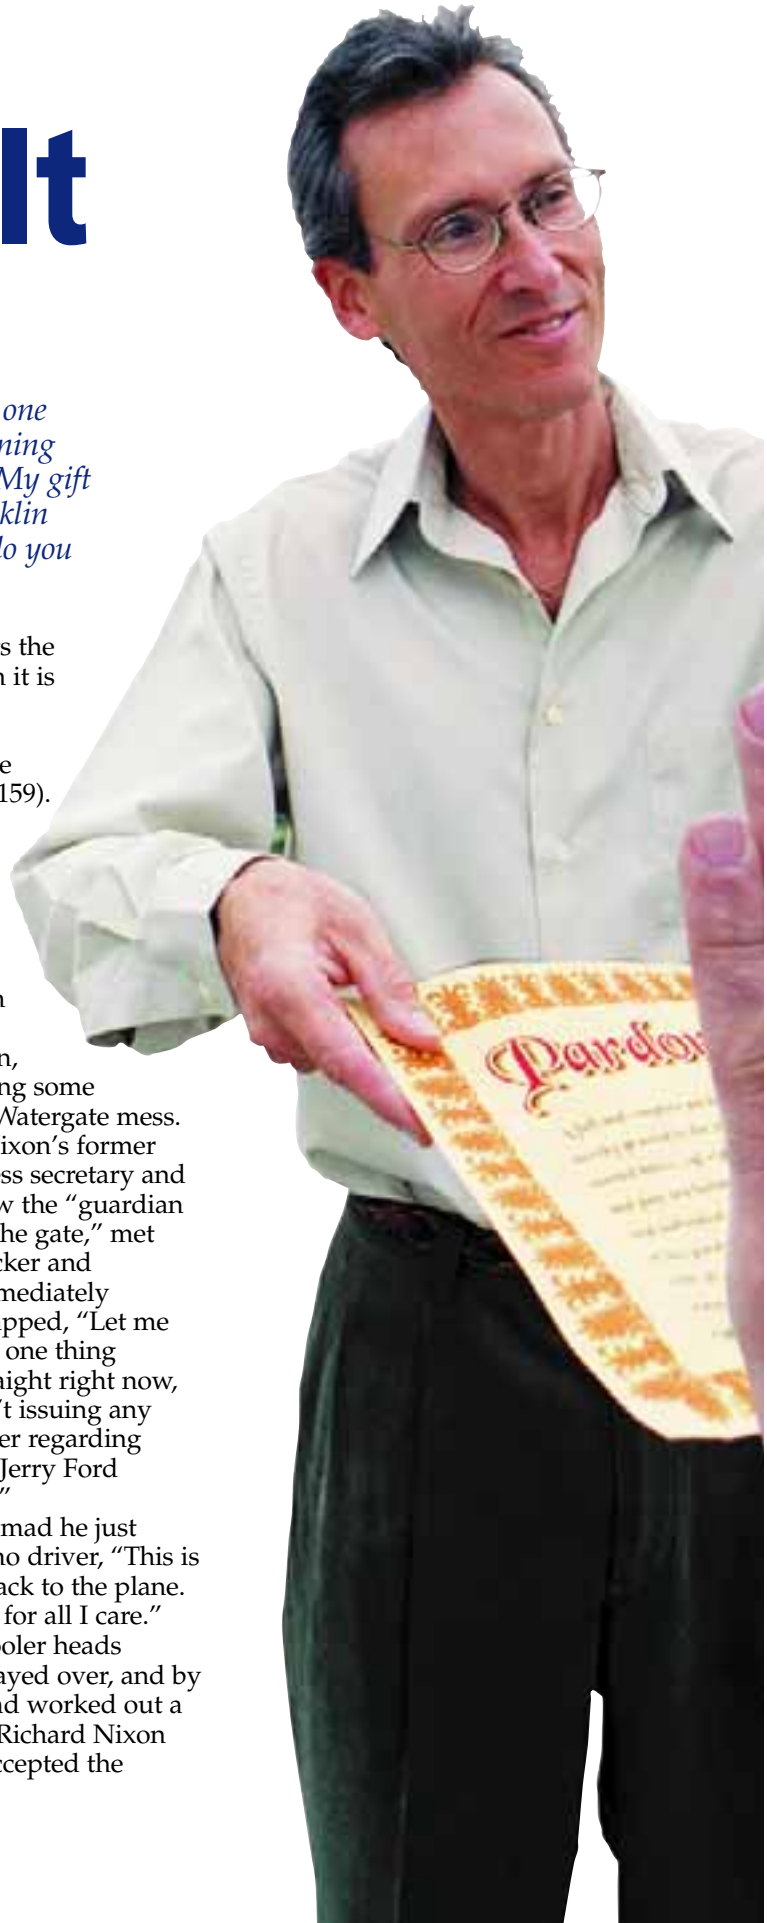 lt
one
ning
My gift
klin
do you
s the
n it is
e
159).
n
n,
ng some
Watergate mess.
ixon's former
ss secretary and
w the “guardian
he gate,” met
cker and
mediately
pped, “Let me
one thing
aight right now,
't issuing any
er regarding
Jerry Ford
”
mad he just
no driver, “This is
ack to the plane.
for all I care.”
oler heads
ayed over, and by
nd worked out a
Richard Nixon
ccepted the
Pardon